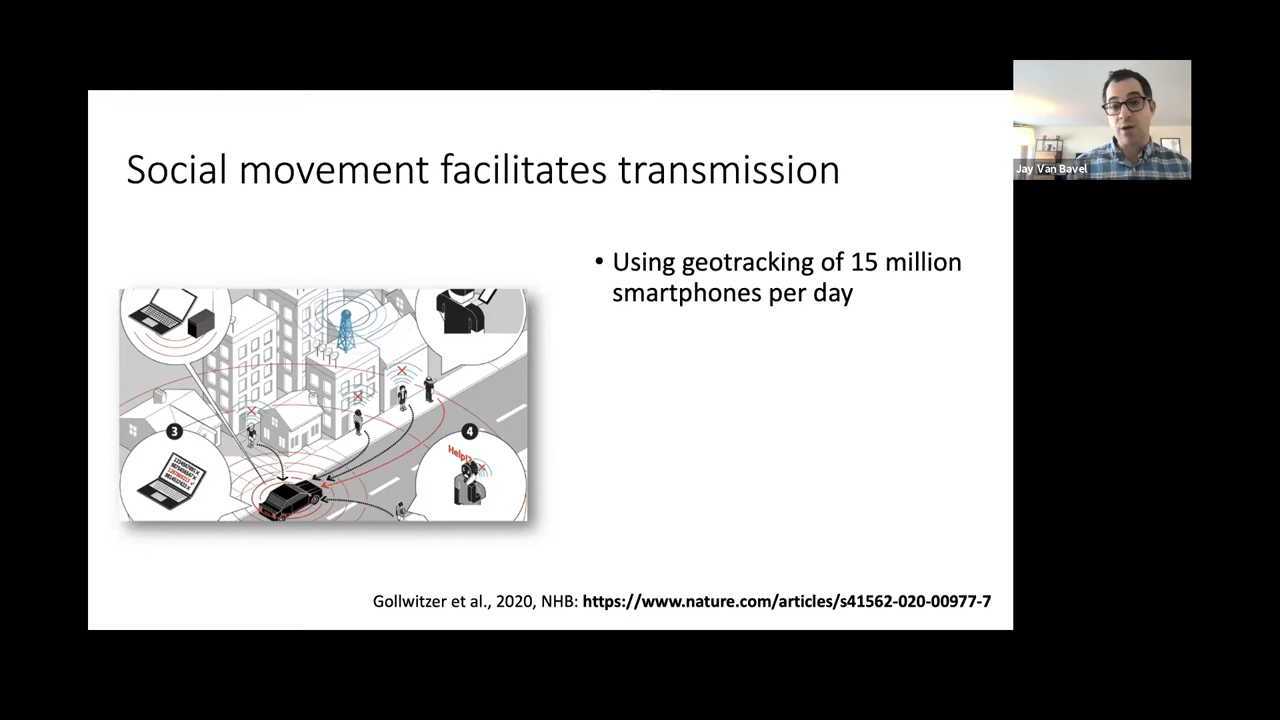 Social movement facilitates transmission
Jay Van Bavel
• Using geotracking of 15 million
smartphones per day
3
4
Help!?
Gollwitzer et al., 2020, NHB: https://www.nature.com/articles/s41562-020-00977-7